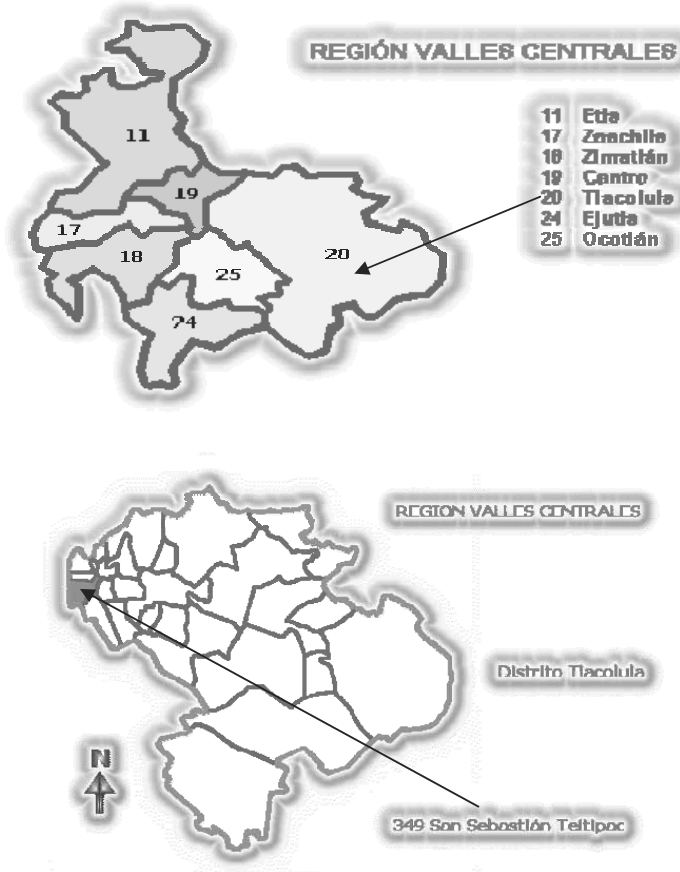 REGIÓN VALLES CENTRALES
11 Etla
17 Zaachila
18 Zimatlán
19 Centro
20 Tlacolula
24 Ejutla
25 Ocotlán
11
19
17
18
20
25
24
REGION VALLES CENTRALES
Distrito Tlacolula
N
349 San Sebastián Teitipac